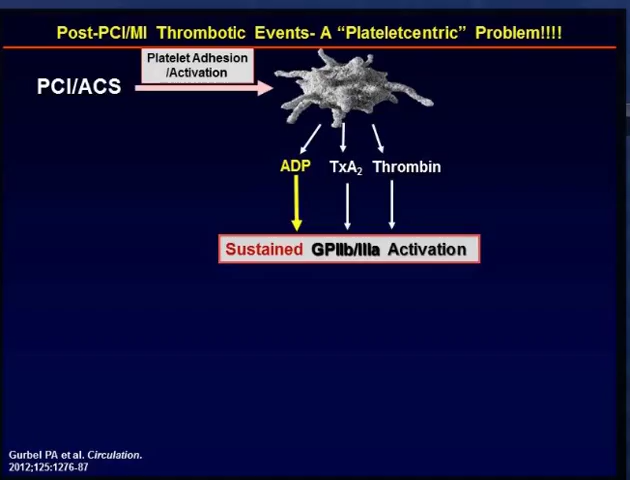 Post-PCI/MI Thrombotic Events- A “Plateletcentric” Problem!!!!
Platelet Adhesion
/Activation
PCI/ACS
ADP TxA2 Thrombin
Sustained GPIIb/IIIa Activation
Gurbel PA et al. Circulation.
2012;125:1276-87